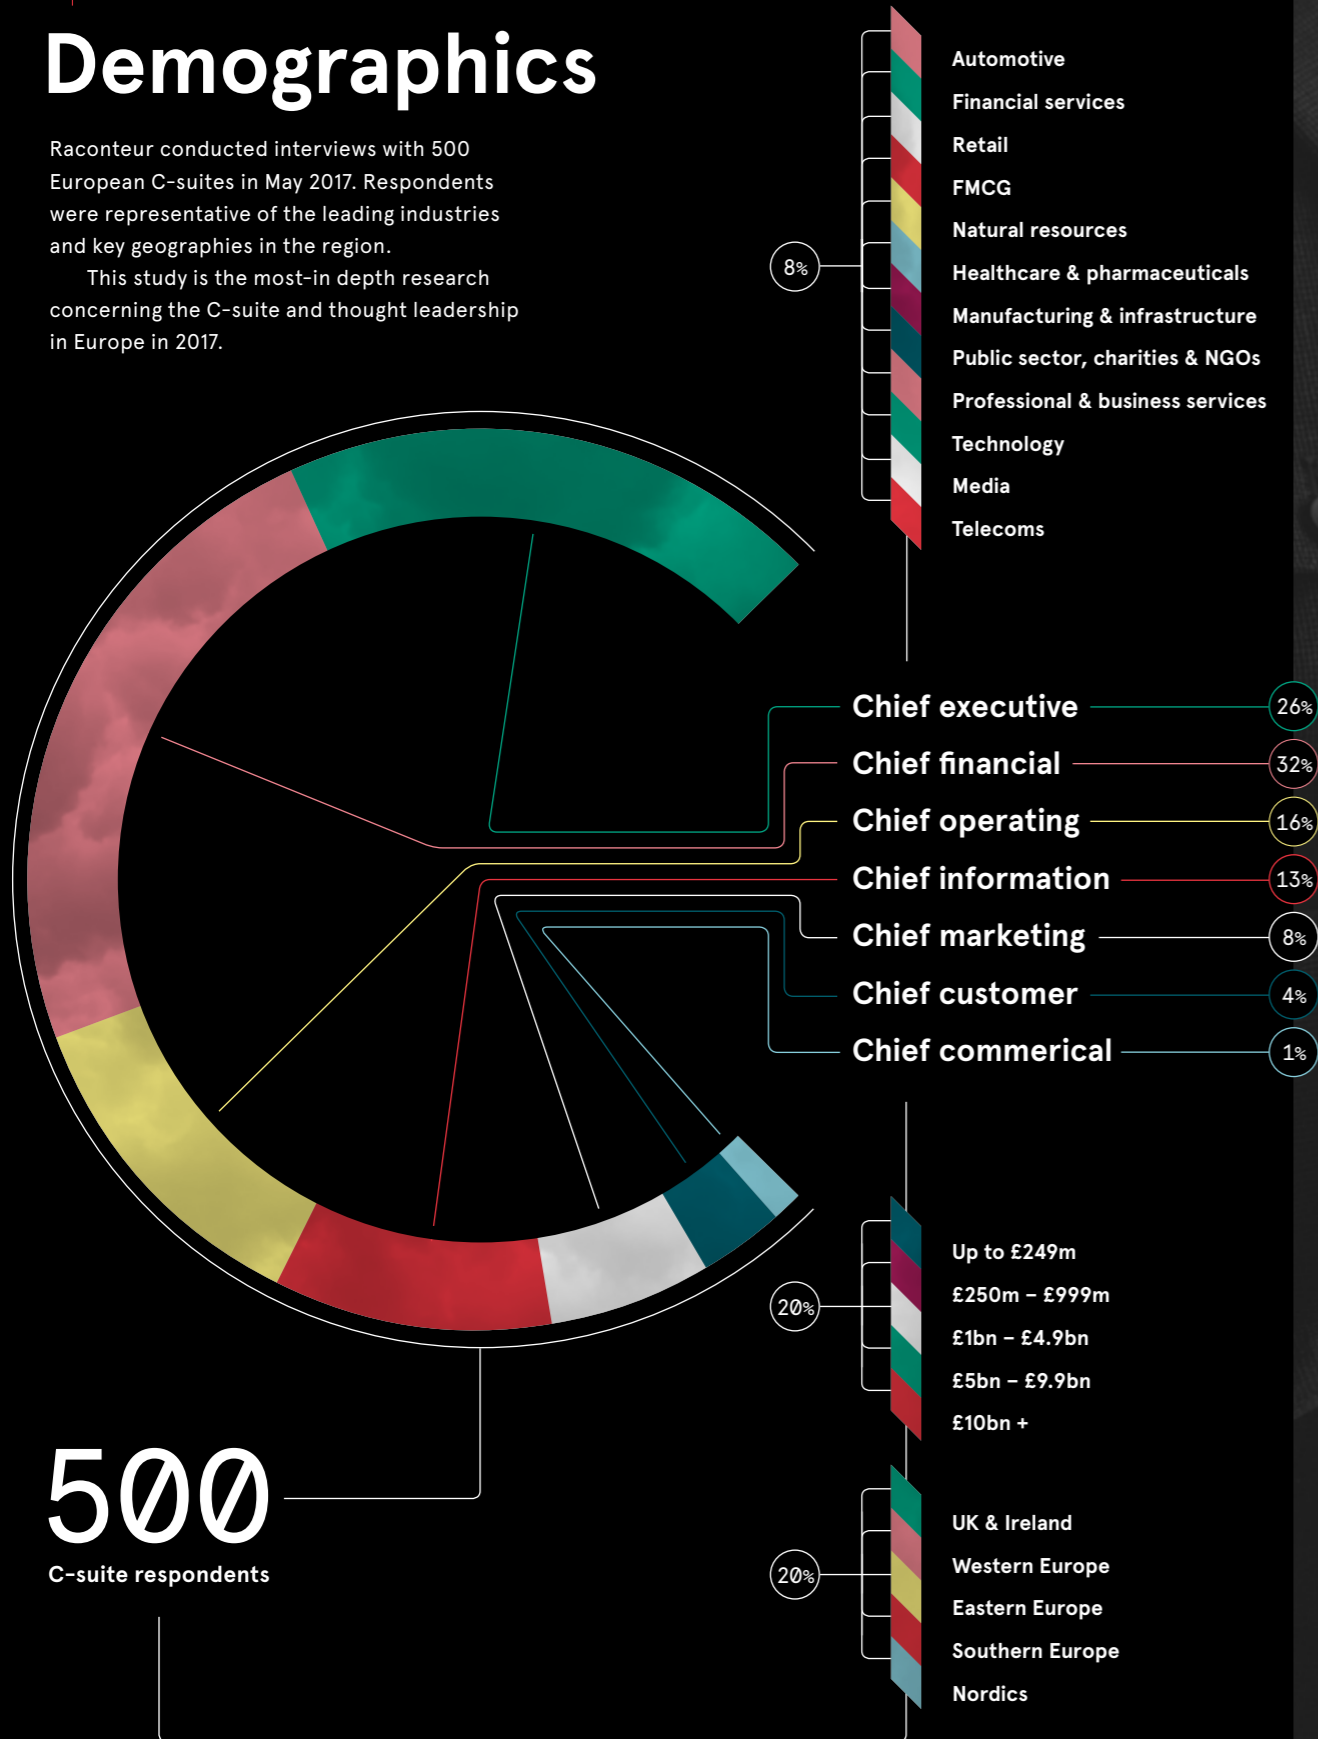 Demographics
Raconteur conducted interviews with 500
European C-suites in May 2017. Respondents
were representative of the leading industries
and key geographies in the region.
This study is the most-in depth research
concerning the C-suite and thought leadership
in Europe in 2017.
8%
Automotive
Financial services
Retail
FMCG
Natural resources
Healthcare & pharmaceuticals
Manufacturing & infrastructure
Public sector, charities & NGOs
Professional & business services
Technology
Media
Telecoms
Chief executive 26%
Chief financial 32%
Chief operating 16%
Chief information 13%
Chief marketing 8%
Chief customer 4%
Chief commerical 1%
20%
Up to £249m
£250m – £999m
£1bn – £4.9bn
£5bn – £9.9bn
£10bn +
500
C-suite respondents
20%
UK & Ireland
Western Europe
Eastern Europe
Southern Europe
Nordics